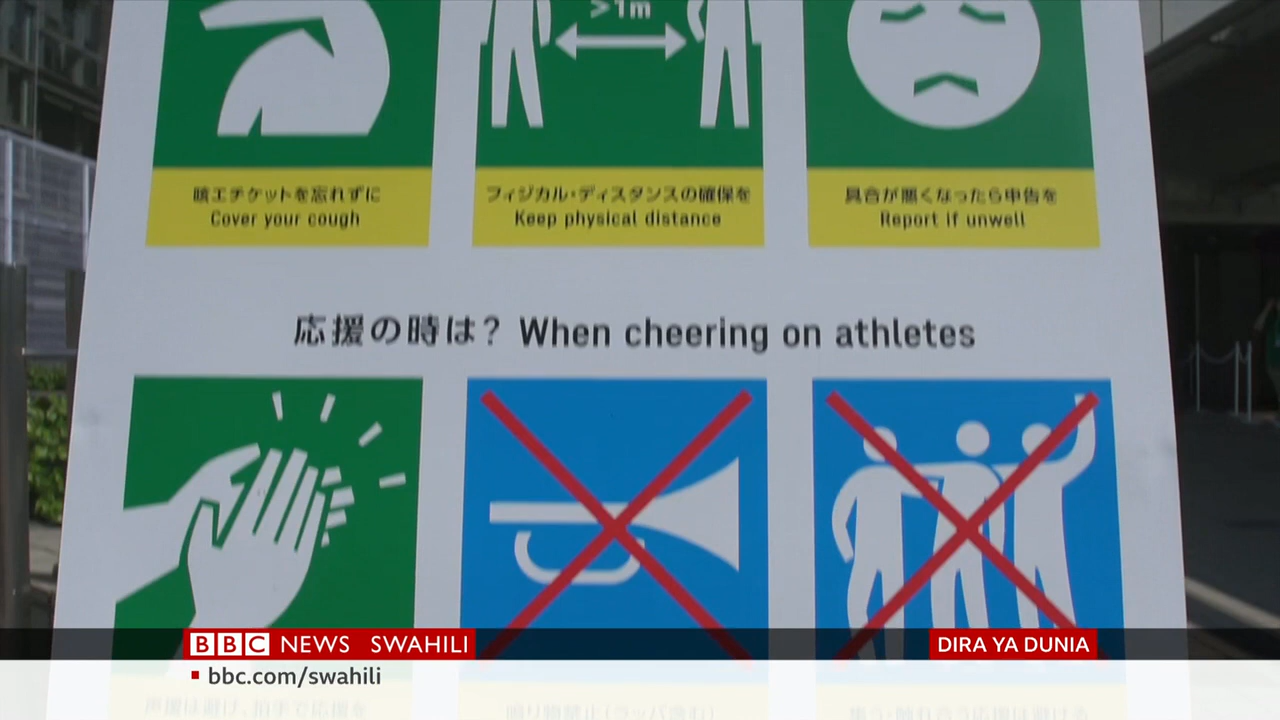 >1m
咳エチケットを忘れずに
Cover your cough
フィジカル・ディスタンスの確保を
Keep physical distance
具合が悪くなったら申告を
Report if unwell
応援の時は? When cheering on athletes
BBC NEWS SWAHILI
DIRA YA DUNIA
bbc.com/swahili